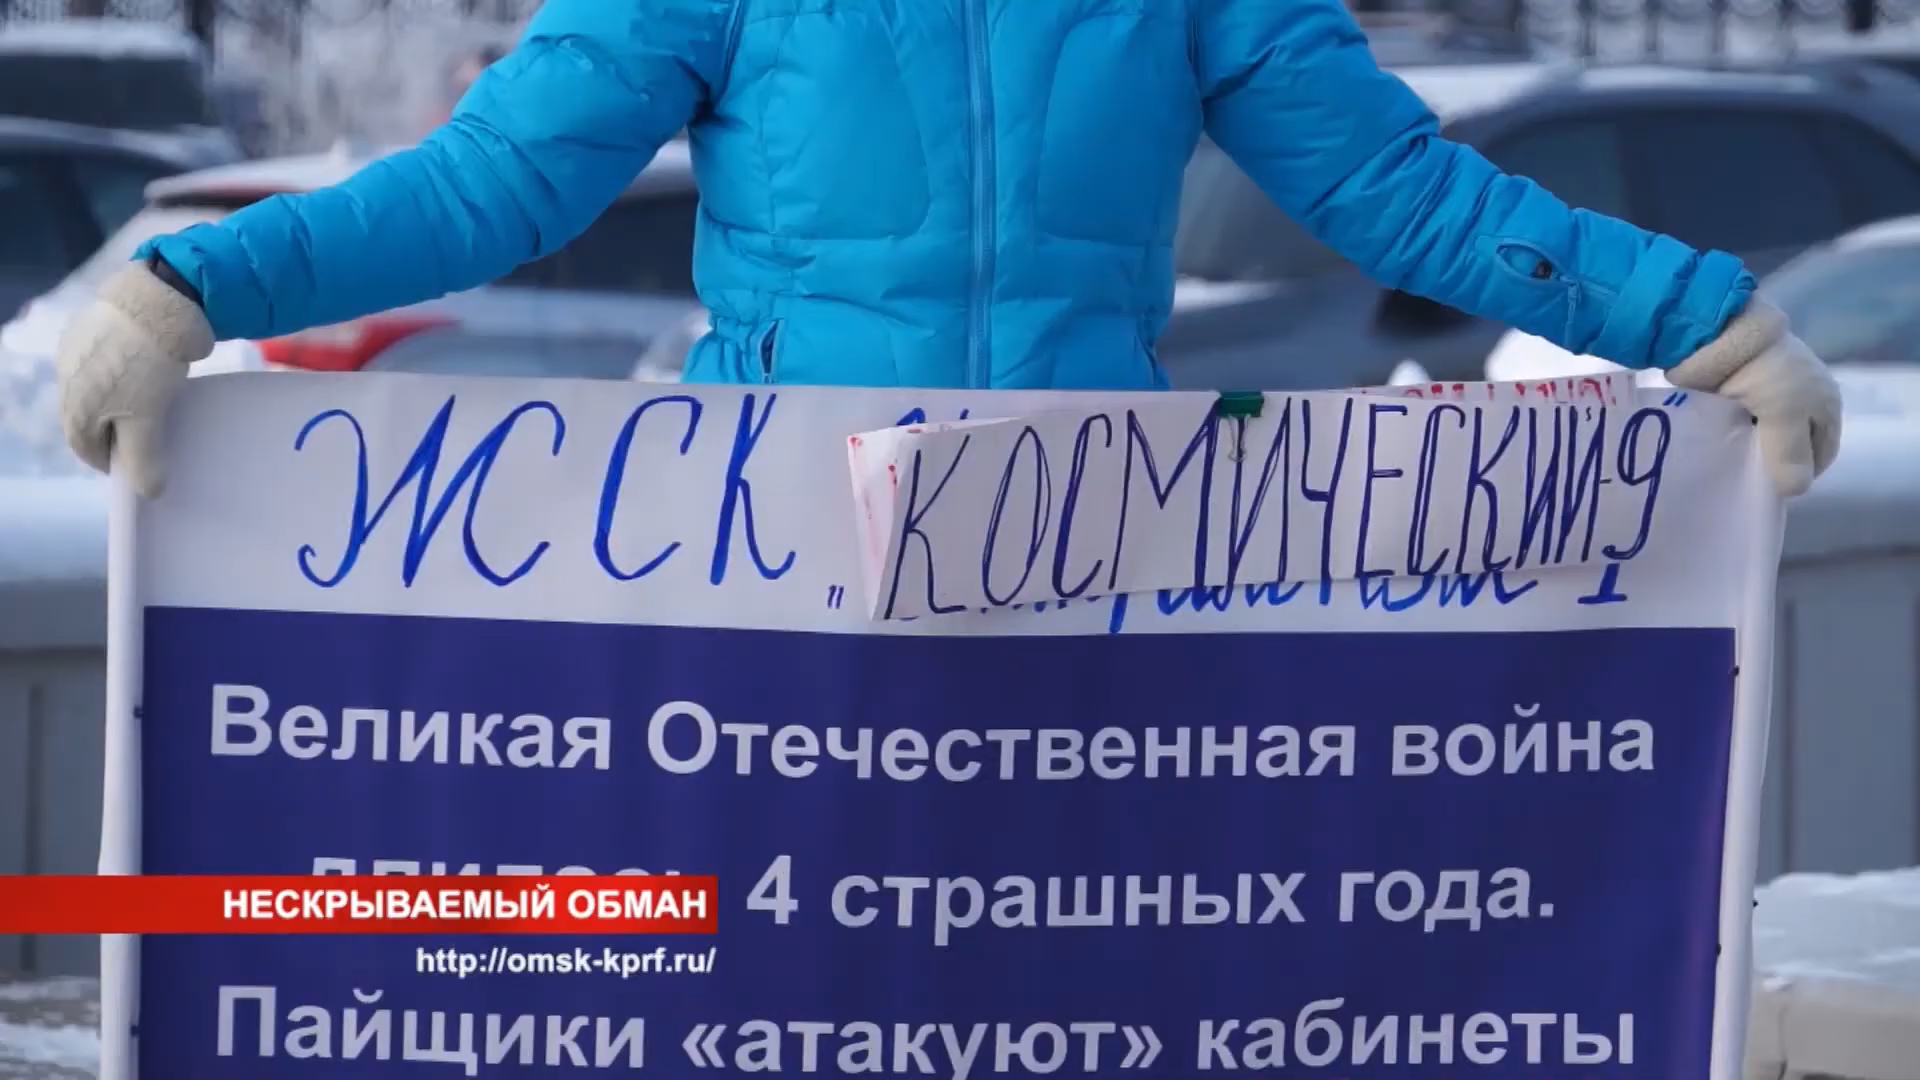 ЖСК „КОСМИЧЕСКИЙ-9"
Великая Отечественная война
4 страшных года.
НЕСКРЫВАЕМЫЙ ОБМАН
http://omsk-kprf.ru/
Пайщики «атакуют» кабинеты